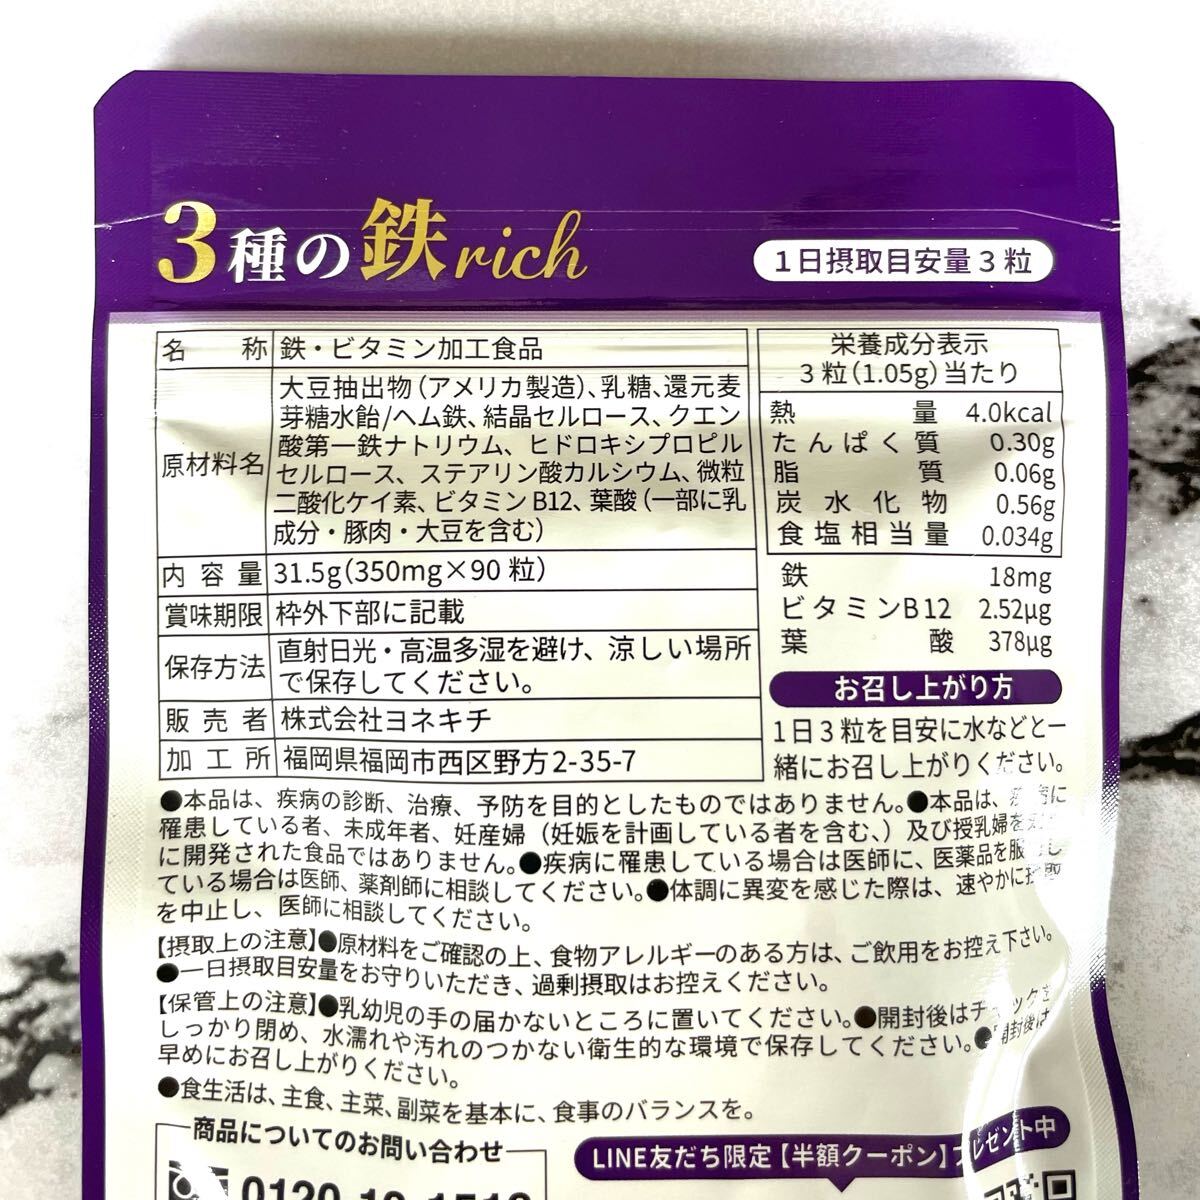 3種の鉄rich
1日摂取目安量3粒
名称 鉄・ビタミン加工食品
原材料名
大豆抽出物(アメリカ製造)、乳糖、還元麦
芽糖水飴/ヘム鉄、結晶セルロース、クエン
酸第一鉄ナトリウム、ヒドロキシプロピル
セルロース、ステアリン酸カルシウム、微粒
二酸化ケイ素、ビタミンB12、葉酸(一部に乳
成分・豚肉・大豆を含む)
内容量 31.5g(350mg×90粒)
賞味期限 枠外下部に記載
保存方法
直射日光・高温多湿を避け、涼しい場所
で保存してください。
販売者 株式会社ヨネキチ
加工所 福岡県福岡市西区野方2-35-7
栄養成分表示
3粒(1.05g)当たり
熱量 4.0kcal
たんぱく質 0.30g
脂質 0.06g
炭水化物 0.56g
食塩相当量 0.034g
鉄 18mg
ビタミンB12 2.52μg
葉酸 378μg
お召し上がり方
1日3粒を目安に水などと一
緒にお召し上がりください。
●本品は、疾病の診断、治療、予防を目的としたものではありません。●本品は、疾病に
罹患している者、未成年者、妊産婦(妊娠を計画している者を含む。)及び授乳婦を対
に開発された食品ではありません。●疾病に罹患している場合は医師に、医薬品を服用し
ている場合は医師、薬剤師に相談してください。●体調に異変を感じた際は、速やかに摂取
を中止し、医師に相談してください。
【摂取上の注意】●原材料をご確認の上、食物アレルギーのある方は、ご飲用をお控え下さい。
●一日摂取目安量をお守りいただき、過剰摂取はお控えください。
【保管上の注意】●乳幼児の手の届かないところに置いてください。●開封後はチャックを
しっかり閉め、水濡れや汚れのつかない衛生的な環境で保存してください。●開封後は
早めにお召し上がりください。
●食生活は、主食、主菜、副菜を基本に、食事のバランスを。
商品についてのお問い合わせ
LINE友だち限定【半額クーポン】プレゼント中